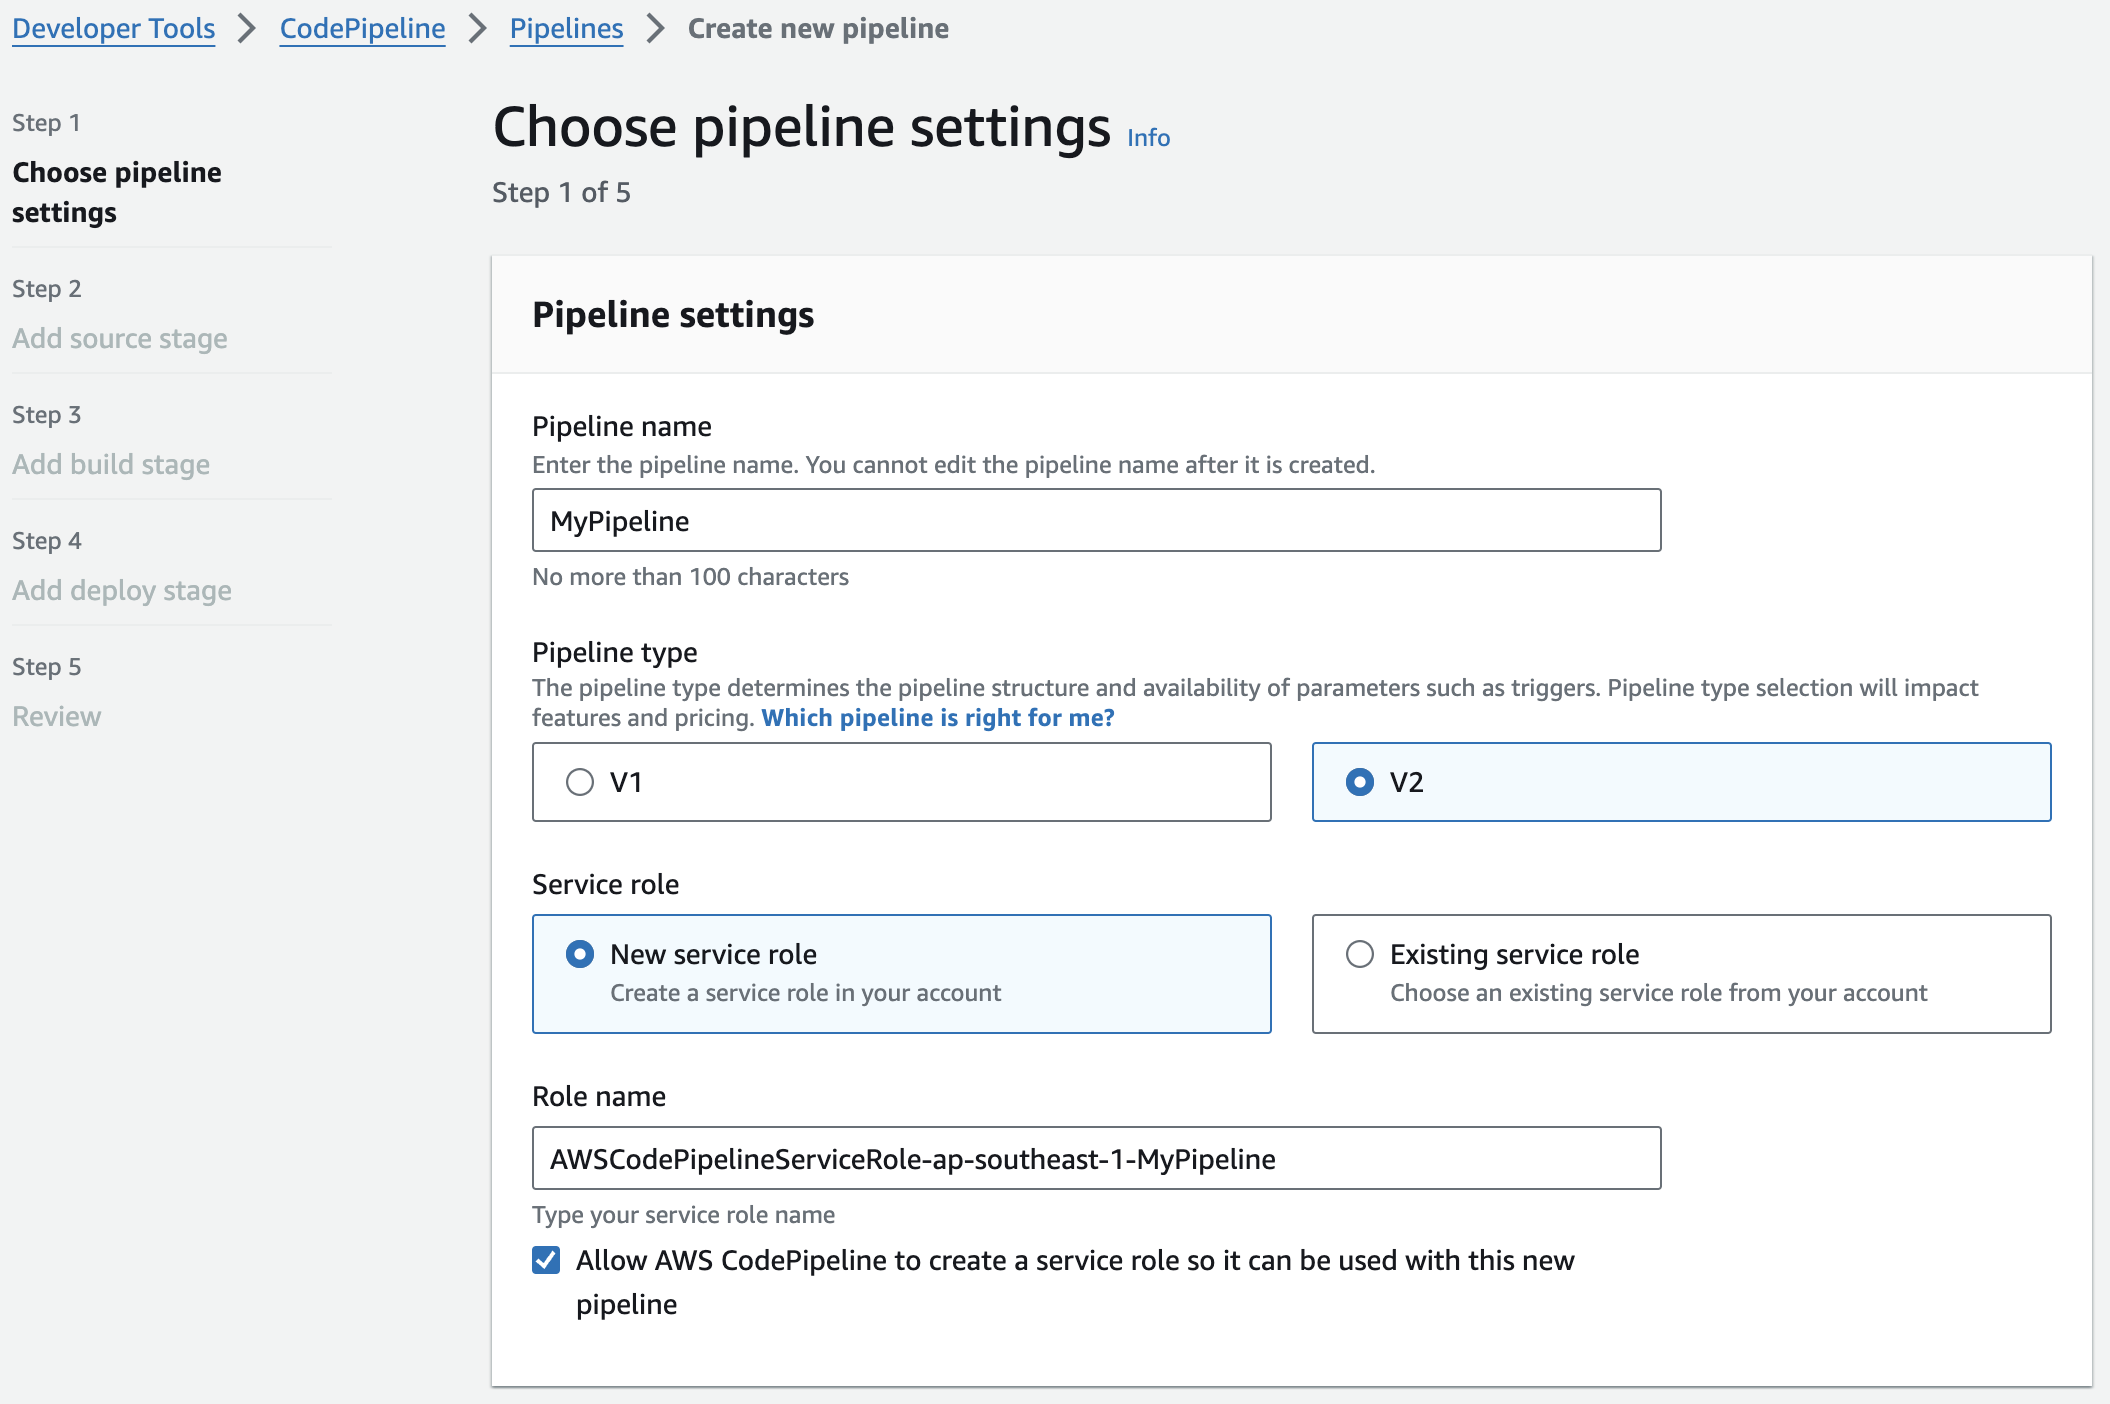 Developer Tools > CodePipeline > Pipelines > Create new pipeline
Step 1
Choose pipeline
settings
Step 2
Add source stage
Step 3
Add build stage
Step 4
Add deploy stage
Step 5
Review
Choose pipeline settings Info
Step 1 of 5
Pipeline settings
Pipeline name
Enter the pipeline name. You cannot edit the pipeline name after it is created.
MyPipeline
No more than 100 characters
Pipeline type
The pipeline type determines the pipeline structure and availability of parameters such as triggers. Pipeline type selection will impact
features and pricing. Which pipeline is right for me?
V1
V2
Service role
New service role
Create a service role in your account
Existing service role
Choose an existing service role from your account
Role name
AWSCodePipelineServiceRole-ap-southeast-1-MyPipeline
Type your service role name
Allow AWS CodePipeline to create a service role so it can be used with this new
pipeline